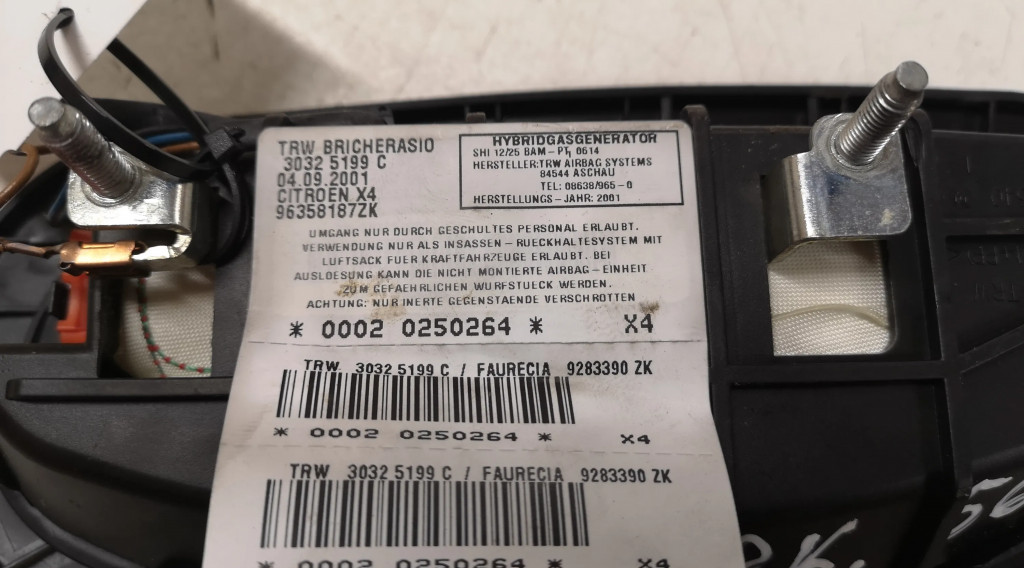 TRW BRICHERASIO
3032 5199 C
04.09.2001
CITROEN X4
96358187ZK
HYBRIDGASGENERATOR
SHI 12/25 BAM-PT1 0614
HERSTELLER:TRW AIRBAG SYSTEMS
84544 ASCHAU
TEL: 08638/965-0
HERSTELLUNGS-JAHR: 2001
UMGANG NUR DURCH GESCHULTES PERSONAL ERLAUBT.
VERWENDUNG NUR ALS INSASSEN-RUECKHALTESYSTEM MIT
LUFTSACK FUER KRAFTFAHRZEUGE ERLAUBT. BEI
AUSLOESUNG KANN DIE NICHT MONTIERTE AIRBAG-EINHEIT
ZUM GEFAEHRLICHEN WURFSTUECK WERDEN.
ACHTUNG: NUR INERTE GEGENSTAENDE VERSCHROTTEN
* 0002 0250264 * X4
TRW 3032 5199 C / FAURECIA 9283390 ZK
* 0002 0250264 * X4
TRW 3032 5199 C / FAURECIA 9283390 ZK
* 0002 0250264 * X4